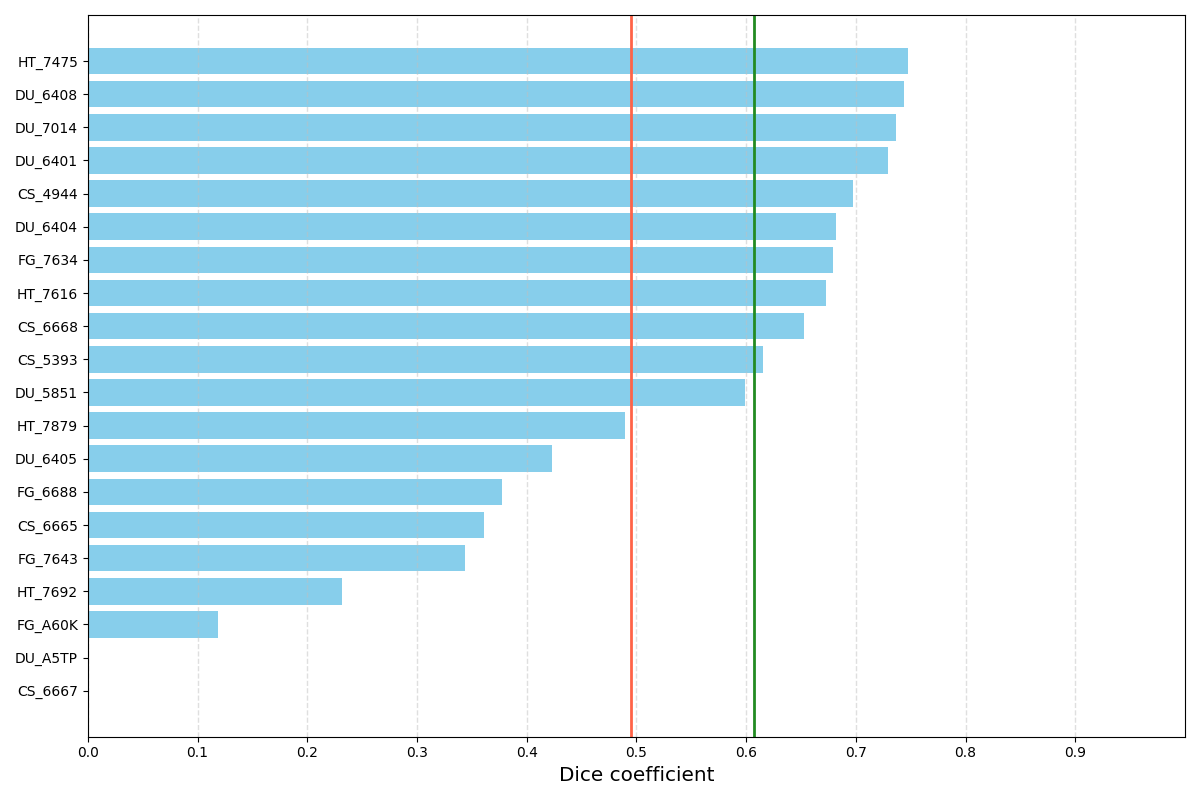 HT_7475
DU_6408
DU_7014
DU_6401
CS_4944
DU_6404
FG_7634
HT_7616
CS_6668
CS_5393
DU_5851
HT_7879
DU_6405
FG_6688
CS_6665
FG_7643
HT_7692
FG_A60K
DU_A5TP
CS_6667
0.0 0.1 0.2 0.3 0.4 0.5 0.6 0.7 0.8 0.9
Dice coefficient